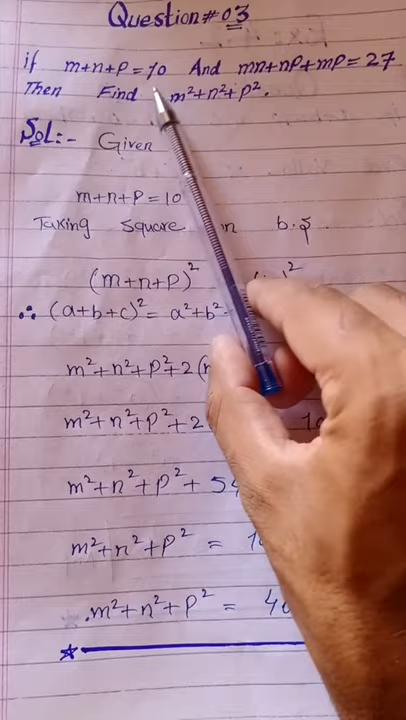 Question # 03
if m+n+p = 10 And mn+np+mp = 27
Then Find m²+n²+p².
Sol:- Given
m+n+p = 10
Taking Square n b.s
(m+n+p)²
∴ (a+b+c)² = a²+b²
m²+n²+p²+2(
m²+n²+p²+2
m²+n²+p² + 54
m²+n²+p² =
m²+n²+p² =